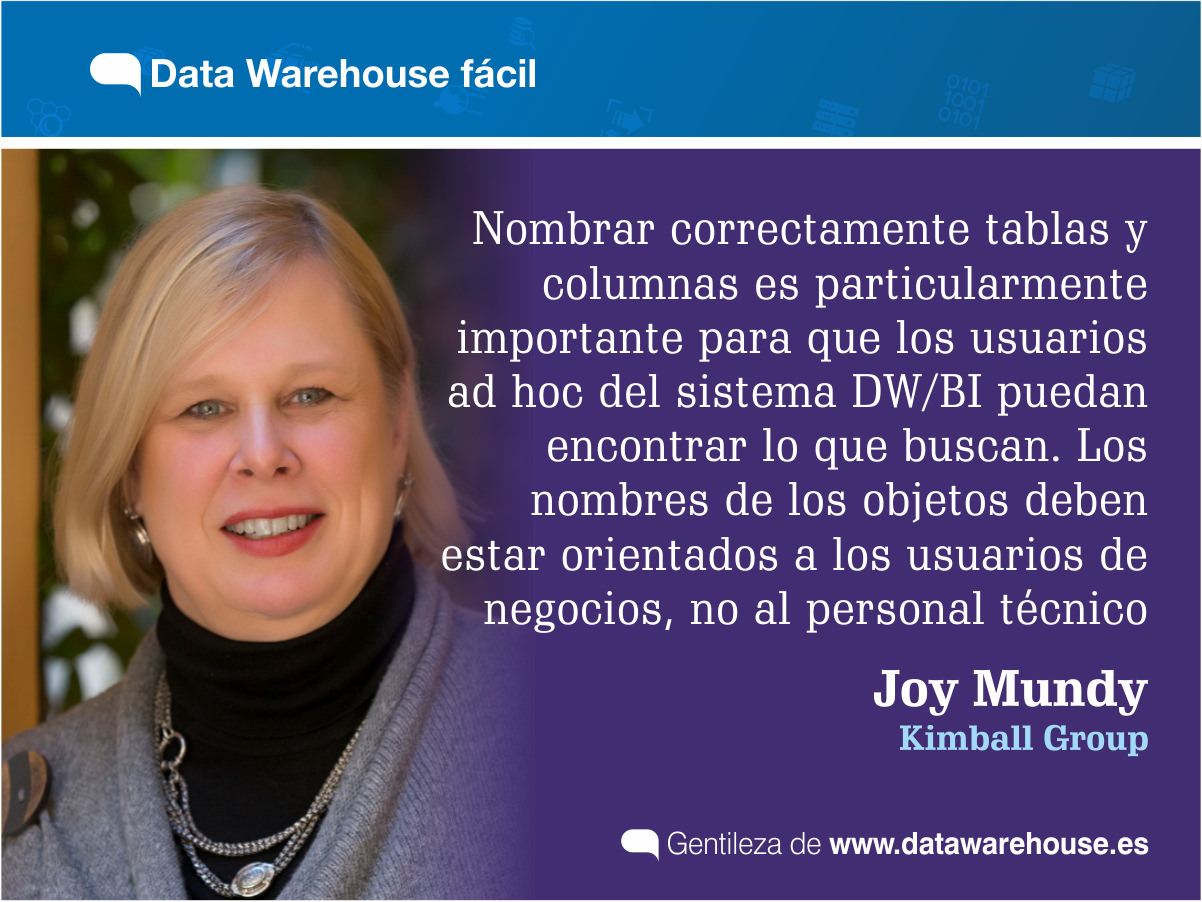 Data Warehouse fácil
0101
1001
0101
Nombrar correctamente tablas y
columnas es particularmente
importante para que los usuarios
ad hoc del sistema DW/BI puedan
encontrar lo que buscan. Los
nombres de los objetos deben
estar orientados a los usuarios de
negocios, no al personal técnico
Joy Mundy
Kimball Group
Gentileza de www.datawarehouse.es